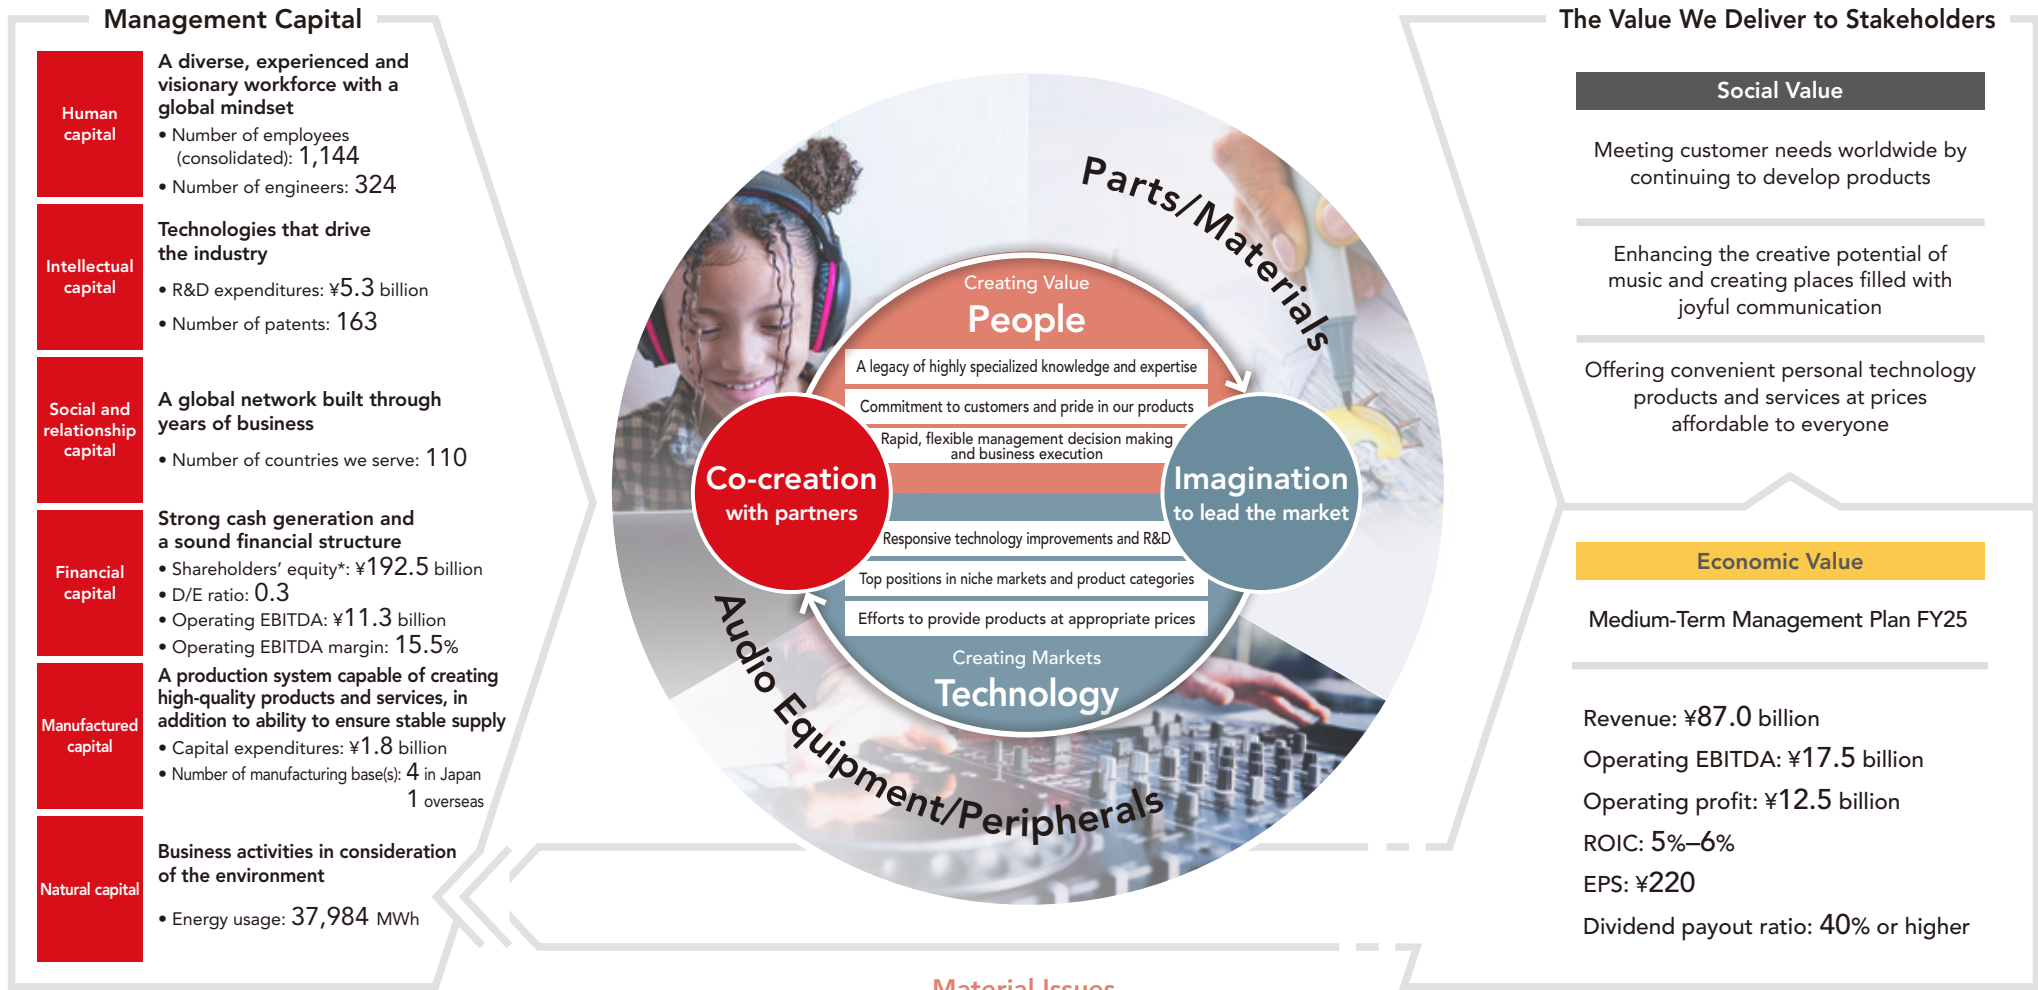 Management Capital
Human
capital
A diverse, experienced and
visionary workforce with a
global mindset
• Number of employees
(consolidated): 1,144
• Number of engineers: 324
Intellectual
capital
Technologies that drive
the industry
• R&D expenditures: ¥5.3 billion
• Number of patents: 163
Social and
relationship
capital
A global network built through
years of business
• Number of countries we serve: 110
Financial
capital
Strong cash generation and
a sound financial structure
• Shareholders' equity*: ¥192.5 billion
• D/E ratio: 0.3
• Operating EBITDA: ¥11.3 billion
• Operating EBITDA margin: 15.5%
Manufactured
capital
A production system capable of creating
high-quality products and services, in
addition to ability to ensure stable supply
• Capital expenditures: ¥1.8 billion
• Number of manufacturing base(s): 4 in Japan
1 overseas
Natural capital
Business activities in consideration
of the environment
• Energy usage: 37,984 MWh
Parts/Materials
Creating Value
People
A legacy of highly specialized knowledge and expertise
Commitment to customers and pride in our products
Rapid, flexible management decision making
and business execution
Co-creation
with partners
Imagination
to lead the market
Responsive technology improvements and R&D
Top positions in niche markets and product categories
Efforts to provide products at appropriate prices
Creating Markets
Technology
Audio Equipment/Peripherals
Material Issues
The Value We Deliver to Stakeholders
Social Value
Meeting customer needs worldwide by
continuing to develop products
Enhancing the creative potential of
music and creating places filled with
joyful communication
Offering convenient personal technology
products and services at prices
affordable to everyone
Economic Value
Medium-Term Management Plan FY25
Revenue: ¥87.0 billion
Operating EBITDA: ¥17.5 billion
Operating profit: ¥12.5 billion
ROIC: 5%–6%
EPS: ¥220
Dividend payout ratio: 40% or higher